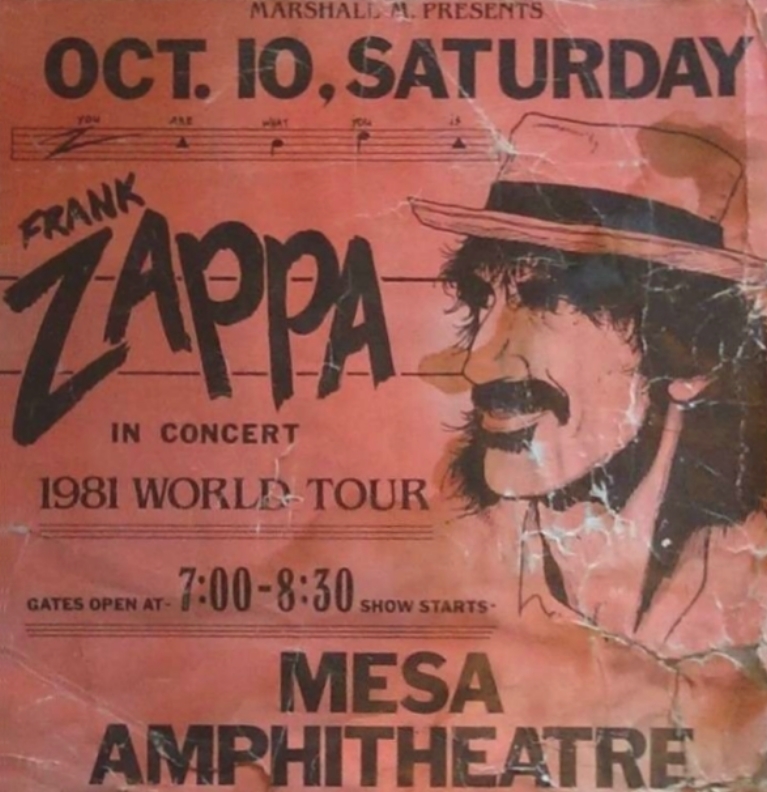 MARSHALL M. PRESENTS
OCT. 10, SATURDAY
YOU ARE WHAT YOU IS
FRANK
ZAPPA
IN CONCERT
1981 WORLD TOUR
GATES OPEN AT- 7:00-8:30 SHOW STARTS-
MESA
AMPHITHEATRE